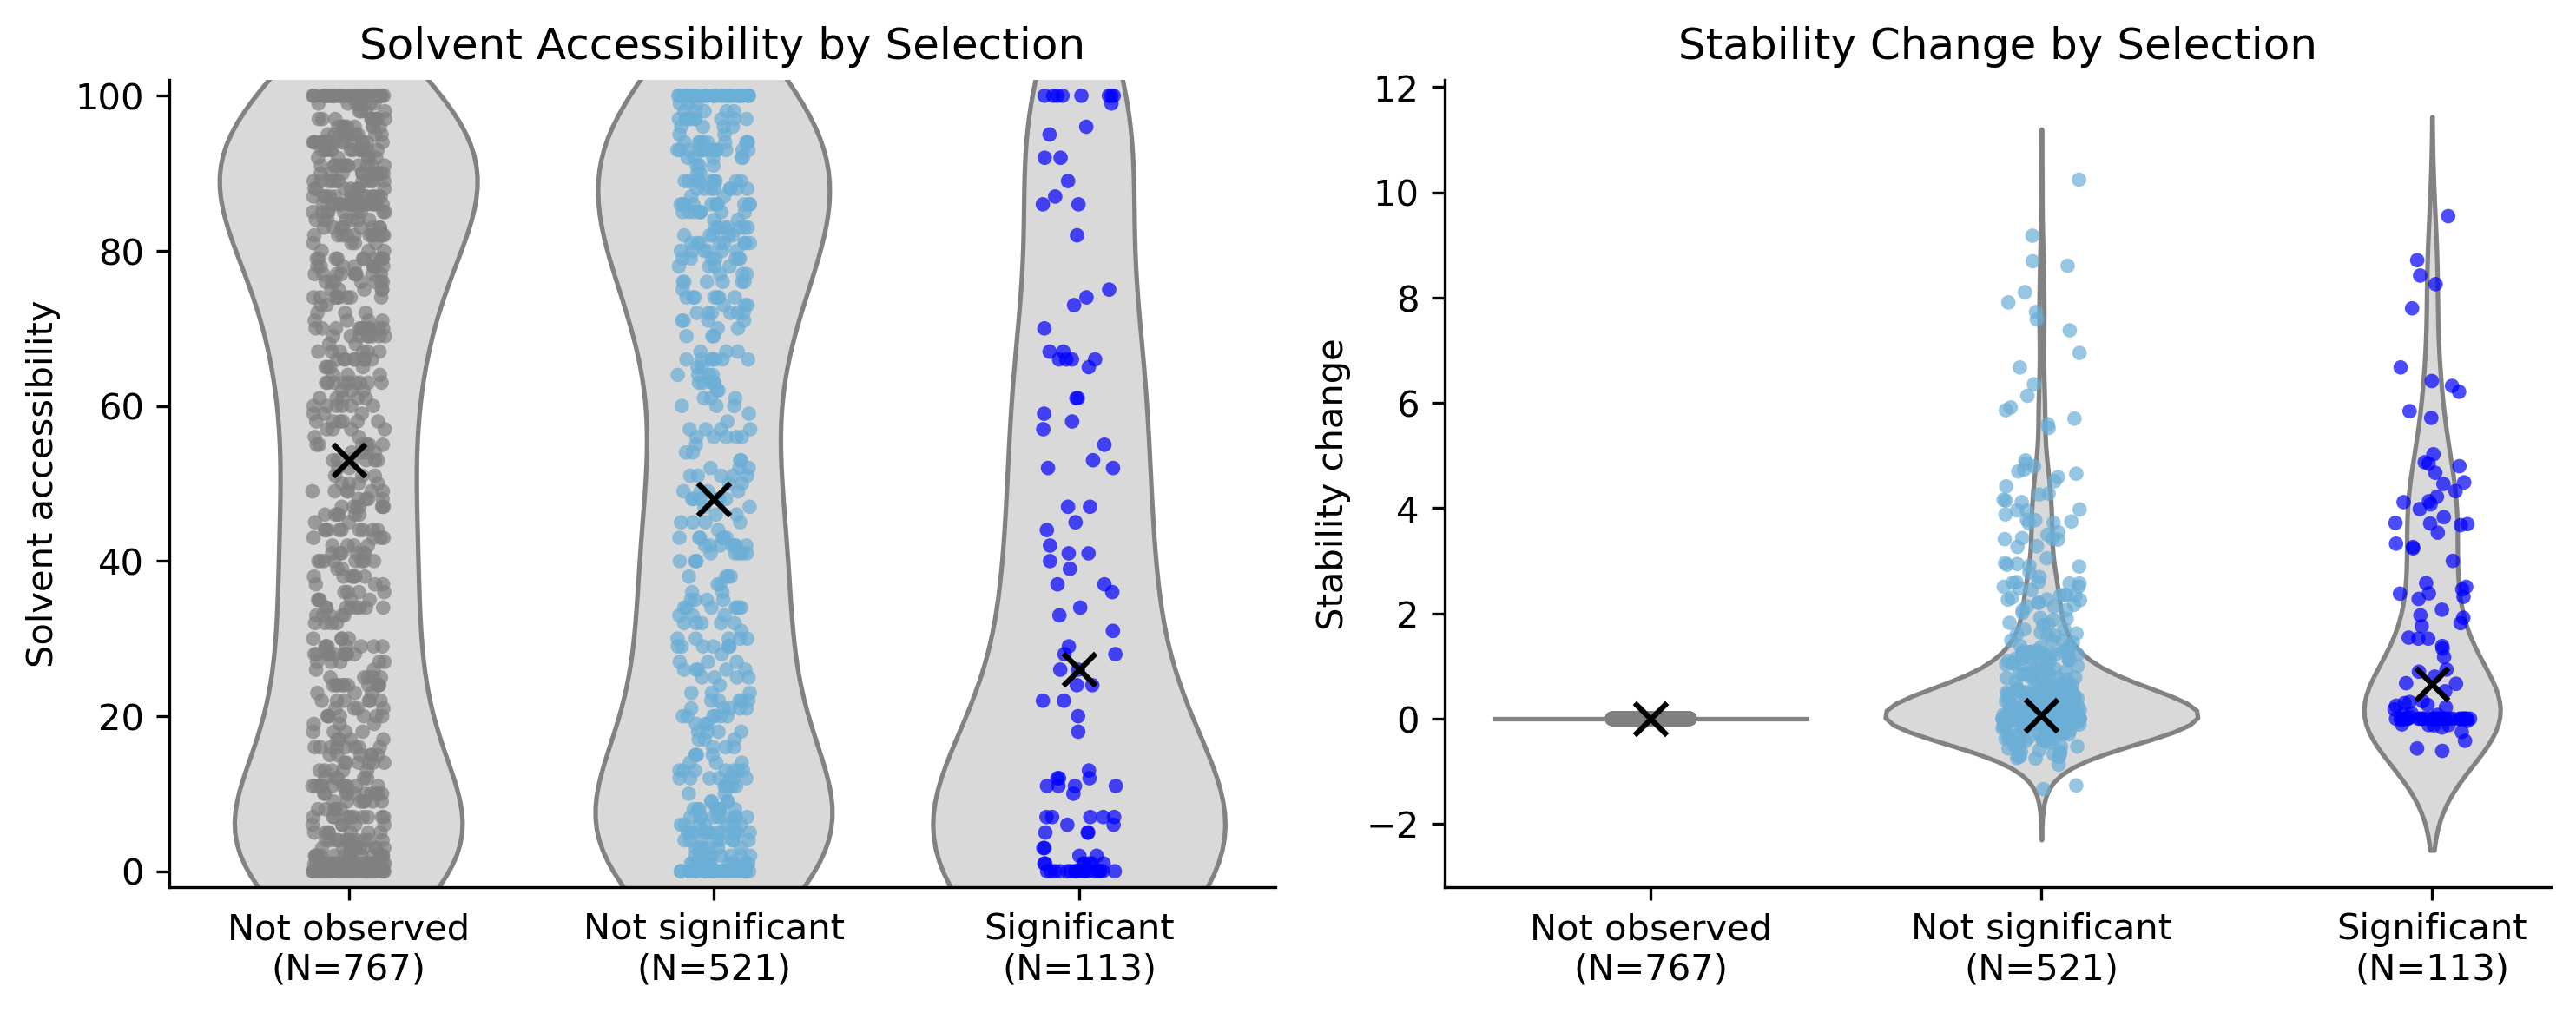 Solvent Accessibility by Selection
Solvent accessibility
100
80
60
40
20
0
Not observed
(N=767)
Not significant
(N=521)
Significant
(N=113)
Stability Change by Selection
Stability change
12
10
8
6
4
2
0
−2
Not observed
(N=767)
Not significant
(N=521)
Significant
(N=113)